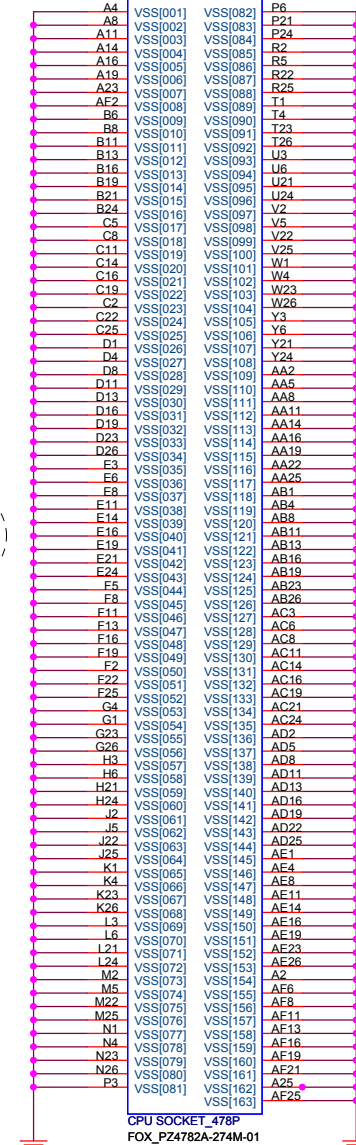 A4 VSS[001] VSS[082] P6
A8 VSS[002] VSS[083] P21
A11 VSS[003] VSS[084] P24
A14 VSS[004] VSS[085] R2
A16 VSS[005] VSS[086] R5
A19 VSS[006] VSS[087] R22
A23 VSS[007] VSS[088] R25
AF2 VSS[008] VSS[089] T1
B6 VSS[009] VSS[090] T4
B8 VSS[010] VSS[091] T23
B11 VSS[011] VSS[092] T26
B13 VSS[012] VSS[093] U3
B16 VSS[013] VSS[094] U6
B19 VSS[014] VSS[095] U21
B21 VSS[015] VSS[096] U24
B24 VSS[016] VSS[097] V2
C5 VSS[017] VSS[098] V5
C8 VSS[018] VSS[099] V22
C11 VSS[019] VSS[100] V25
C14 VSS[020] VSS[101] W1
C16 VSS[021] VSS[102] W4
C19 VSS[022] VSS[103] W23
C2 VSS[023] VSS[104] W26
C22 VSS[024] VSS[105] Y3
C25 VSS[025] VSS[106] Y6
D1 VSS[026] VSS[107] Y21
D4 VSS[027] VSS[108] Y24
D8 VSS[028] VSS[109] AA2
D11 VSS[029] VSS[110] AA5
D13 VSS[030] VSS[111] AA8
D16 VSS[031] VSS[112] AA11
D19 VSS[032] VSS[113] AA14
D23 VSS[033] VSS[114] AA16
D26 VSS[034] VSS[115] AA19
E3 VSS[035] VSS[116] AA22
E6 VSS[036] VSS[117] AA25
E8 VSS[037] VSS[118] AB1
E11 VSS[038] VSS[119] AB4
E14 VSS[039] VSS[120] AB8
E16 VSS[040] VSS[121] AB11
E19 VSS[041] VSS[122] AB13
E21 VSS[042] VSS[123] AB16
E24 VSS[043] VSS[124] AB19
F5 VSS[044] VSS[125] AB23
F8 VSS[045] VSS[126] AB26
F11 VSS[046] VSS[127] AC3
F13 VSS[047] VSS[128] AC6
F16 VSS[048] VSS[129] AC8
F19 VSS[049] VSS[130] AC11
F2 VSS[050] VSS[131] AC14
F22 VSS[051] VSS[132] AC16
F25 VSS[052] VSS[133] AC19
G4 VSS[053] VSS[134] AC21
G1 VSS[054] VSS[135] AC24
G23 VSS[055] VSS[136] AD2
G26 VSS[056] VSS[137] AD5
H3 VSS[057] VSS[138] AD8
H6 VSS[058] VSS[139] AD11
H21 VSS[059] VSS[140] AD13
H24 VSS[060] VSS[141] AD16
J2 VSS[061] VSS[142] AD19
J5 VSS[062] VSS[143] AD22
J22 VSS[063] VSS[144] AD25
J25 VSS[064] VSS[145] AE1
K1 VSS[065] VSS[146] AE4
K4 VSS[066] VSS[147] AE8
K23 VSS[067] VSS[148] AE11
K26 VSS[068] VSS[149] AE14
L3 VSS[069] VSS[150] AE16
L6 VSS[070] VSS[151] AE19
L21 VSS[071] VSS[152] AE23
L24 VSS[072] VSS[153] AE26
M2 VSS[073] VSS[154] A2
M5 VSS[074] VSS[155] AF6
M22 VSS[075] VSS[156] AF8
M25 VSS[076] VSS[157] AF11
N1 VSS[077] VSS[158] AF13
N4 VSS[078] VSS[159] AF16
N23 VSS[079] VSS[160] AF19
N26 VSS[080] VSS[161] AF21
P3 VSS[081] VSS[162] A25
VSS[163] AF25
CPU SOCKET_478P
FOX_PZ4782A-274M-01